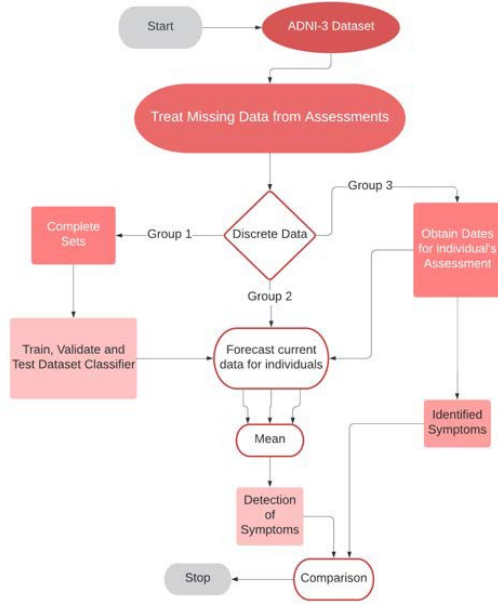 Start
ADNI-3 Dataset
Treat Missing Data from Assessments
Group 3
Complete
Sets
Group 1
Discrete Data
Obtain Dates
for individual's
Assessment
Group 2
Train, Validate and
Test Dataset Classifier
Forecast current
data for individuals
Identified
Symptoms
Mean
Detection
of
Symptoms
Stop
Comparison